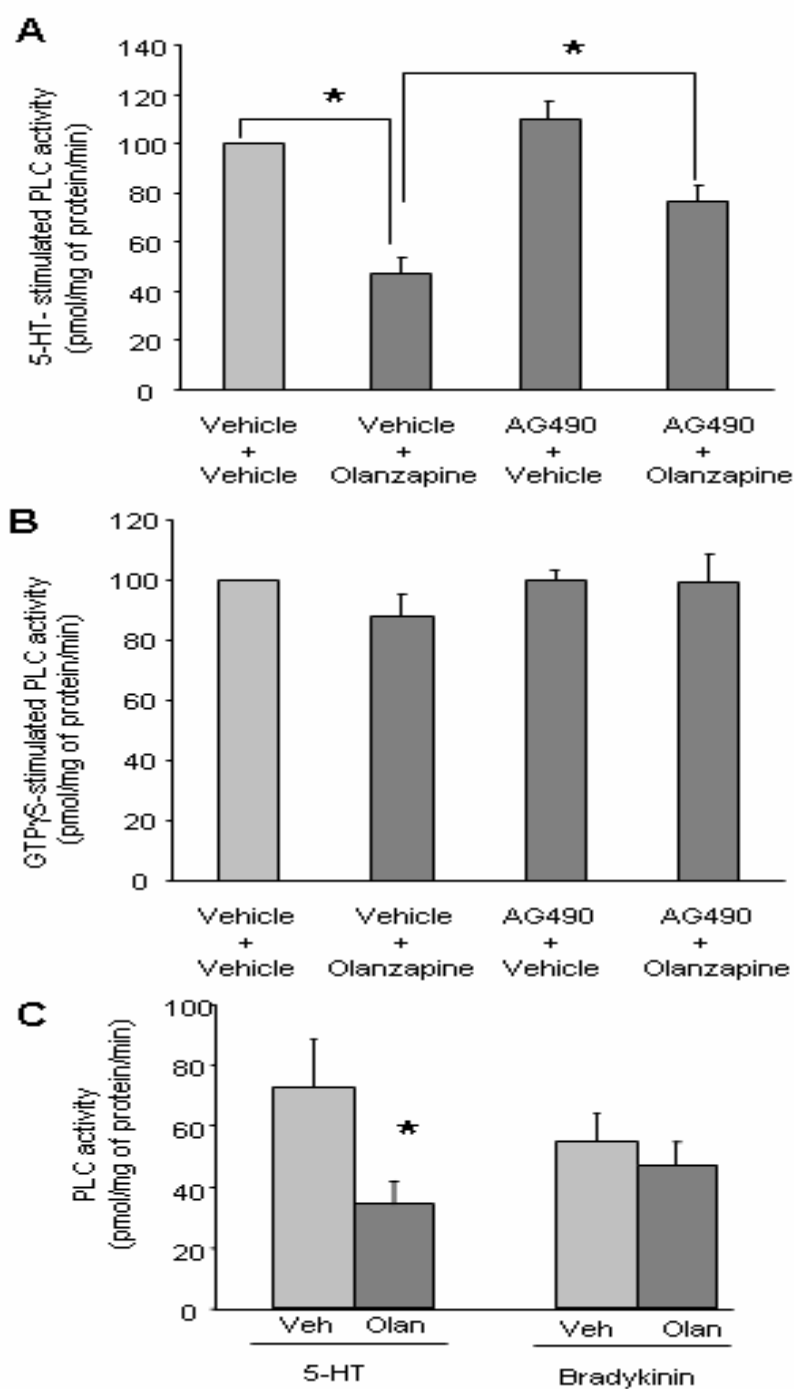 A
5-HT- stimulated PLC activity
(pmol/mg of protein/min)
140
120
100
80
60
40
20
0
★
★
Vehicle Vehicle AG490 AG490
+ + + +
Vehicle Olanzapine Vehicle Olanzapine
B
GTPγS-stimulated PLC activity
(pmol/mg of protein/min)
120
100
80
60
40
20
0
Vehicle Vehicle AG490 AG490
+ + + +
Vehicle Olanzapine Vehicle Olanzapine
C
PLC activity
(pmol/mg of protein/min)
100
80
60
40
20
0
★
Veh Olan Veh Olan
5-HT Bradykinin